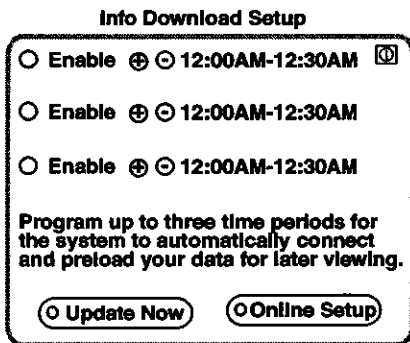 Info Download Setup
Enable ⊕ ⊖ 12:00AM-12:30AM
Enable ⊕ ⊖ 12:00AM-12:30AM
Enable ⊕ ⊖ 12:00AM-12:30AM
Program up to three time periods for
the system to automatically connect
and preload your data for later viewing.
Update Now Online Setup